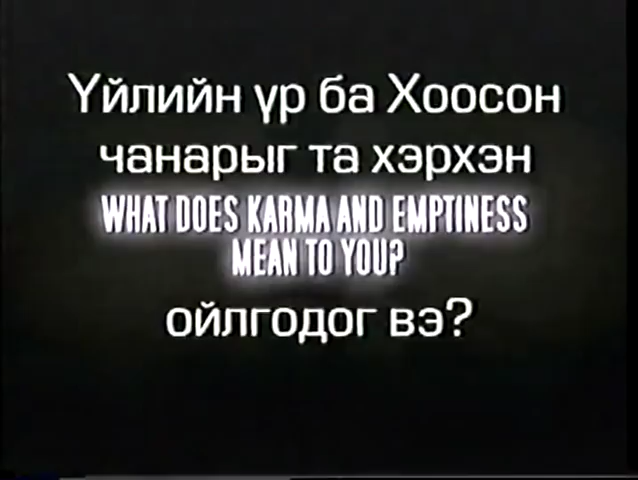 Үйлийн үр ба Хоосон
чанарыг та хэрхэн
WHAT DOES KARMA AND EMPTINESS
MEAN TO YOU?
ойлгодог вэ?